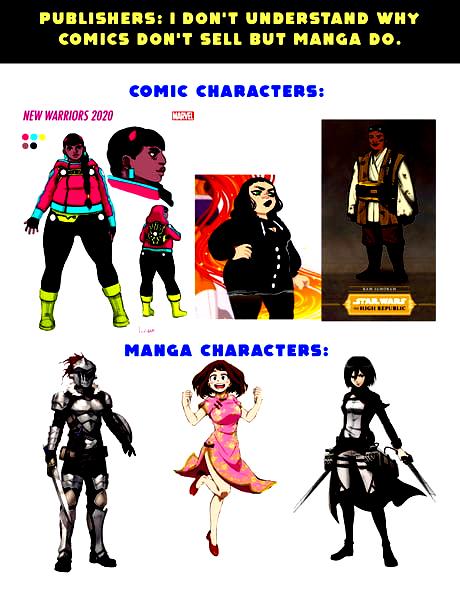 PUBLISHERS: I DON'T UNDERSTAND WHY
COMICS DON'T SELL BUT MANGA DO.
COMIC CHARACTERS:
NEW WARRIORS 2020
MARVEL
STAR WARS
THE HIGH REPUBLIC
MANGA CHARACTERS: